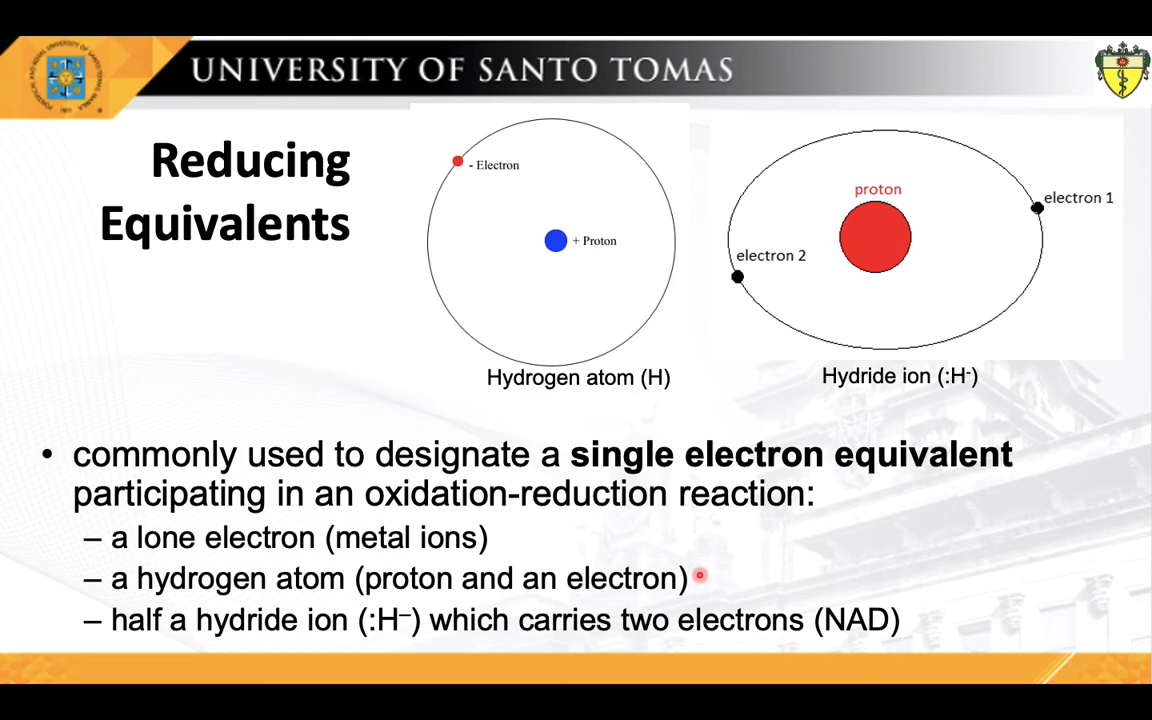 UNIVERSITY OF SANTO TOMAS
Reducing
Equivalents
- Electron
+ Proton
Hydrogen atom (H)
proton
electron 1
electron 2
Hydride ion (:H⁻)
• commonly used to designate a single electron equivalent
participating in an oxidation-reduction reaction:
– a lone electron (metal ions)
– a hydrogen atom (proton and an electron)
– half a hydride ion (:H⁻) which carries two electrons (NAD)